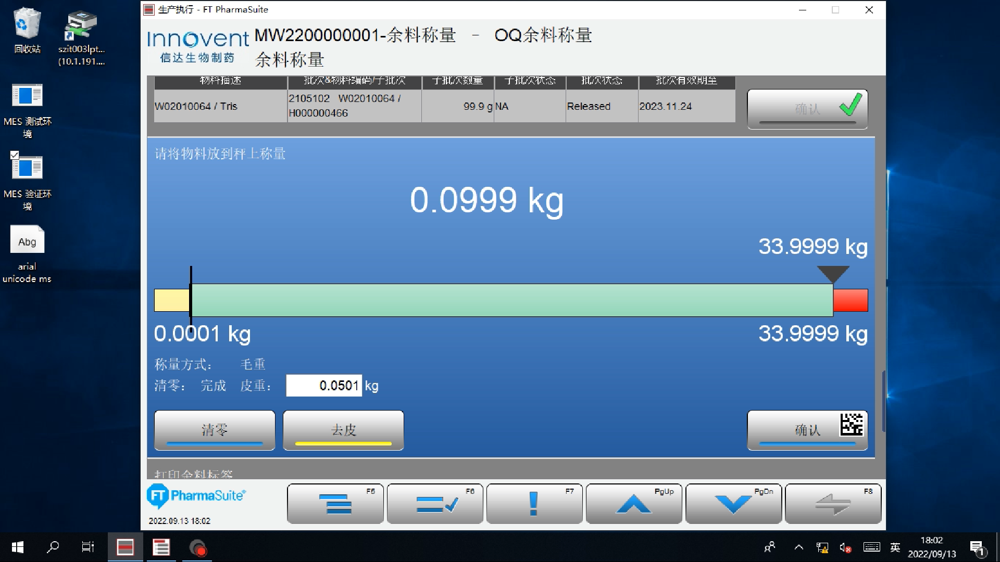 生产执行 - FT PharmaSuite
回收站
szit003lpt...
(10.1.191....
MES 测试环
境
MES 验证环
境
Abg
arial
unicode ms
Innovent
信达生物制药
MW2200000001-余料称量 - OQ余料称量
余料称量
物料描述 批次&物料编码/子批次 子批次数量 子批次状态 批次状态 批次有效期至
W02010064 / Tris 2105102 W02010064 / H000000466 99.9 g NA Released 2023.11.24
确认
请将物料放到秤上称量
0.0999 kg
33.9999 kg
0.0001 kg 33.9999 kg
称量方式： 毛重
清零： 完成 皮重： 0.0501 kg
清零 去皮 确认
打印余料标签
FT PharmaSuite®
2022.09.13 18:02
F5 F6 F7 PgUp PgDn F8
英
18:02
2022/09/13
1